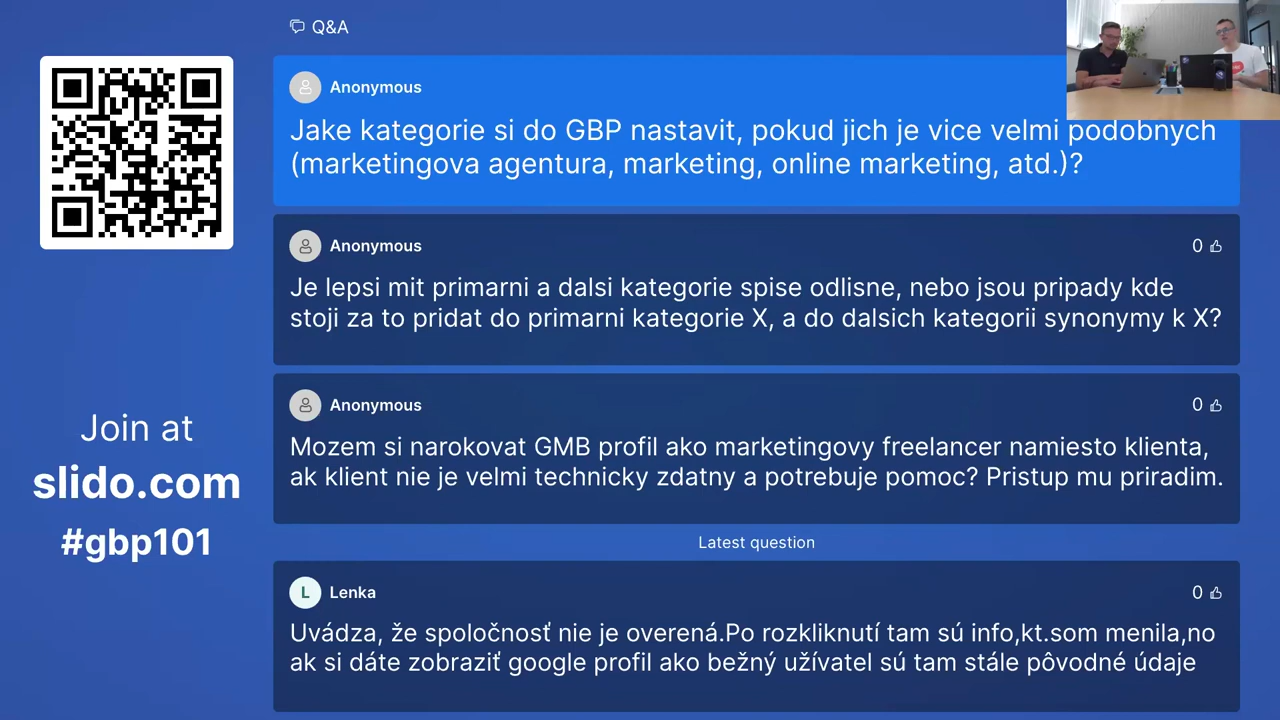 Q&A
Anonymous
Jake kategorie si do GBP nastavit, pokud jich je vice velmi podobnych
(marketingova agentura, marketing, online marketing, atd.)?
Anonymous
0
Je lepsi mit primarni a dalsi kategorie spise odlisne, nebo jsou pripady kde
stoji za to pridat do primarni kategorie X, a do dalsich kategorii synonymy k X?
Anonymous
0
Mozem si narokovat GMB profil ako marketingovy freelancer namiesto klienta,
ak klient nie je velmi technicky zdatny a potrebuje pomoc? Pristup mu priradim.
Latest question
L
Lenka
0
Uvádza, že spoločnosť nie je overená.Po rozkliknutí tam sú info,kt.som menila,no
ak si dáte zobraziť google profil ako bežný užívatel sú tam stále pôvodné údaje
Join at
slido.com
#gbp101